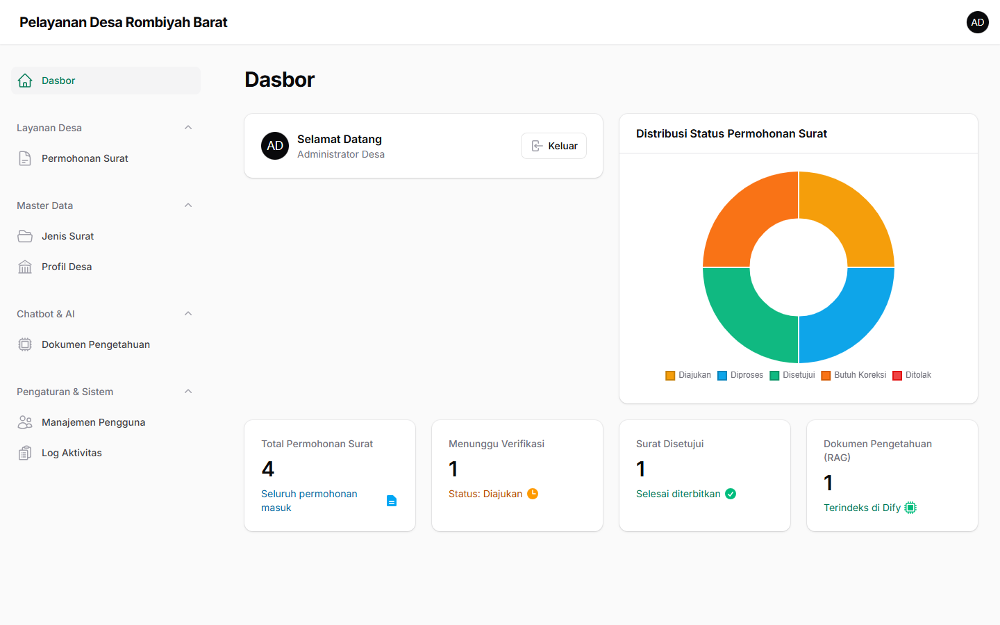 Pelayanan Desa Rombiyah Barat
AD
Dasbor
Layanan Desa
Permohonan Surat
Master Data
Jenis Surat
Profil Desa
Chatbot & AI
Dokumen Pengetahuan
Pengaturan & Sistem
Manajemen Pengguna
Log Aktivitas
Dasbor
AD
Selamat Datang
Administrator Desa
Keluar
Distribusi Status Permohonan Surat
Diajukan Diproses Disetujui Butuh Koreksi Ditolak
Total Permohonan Surat
4
Seluruh permohonan
masuk
Menunggu Verifikasi
1
Status: Diajukan
Surat Disetujui
1
Selesai diterbitkan
Dokumen Pengetahuan
(RAG)
1
Terindeks di Dify